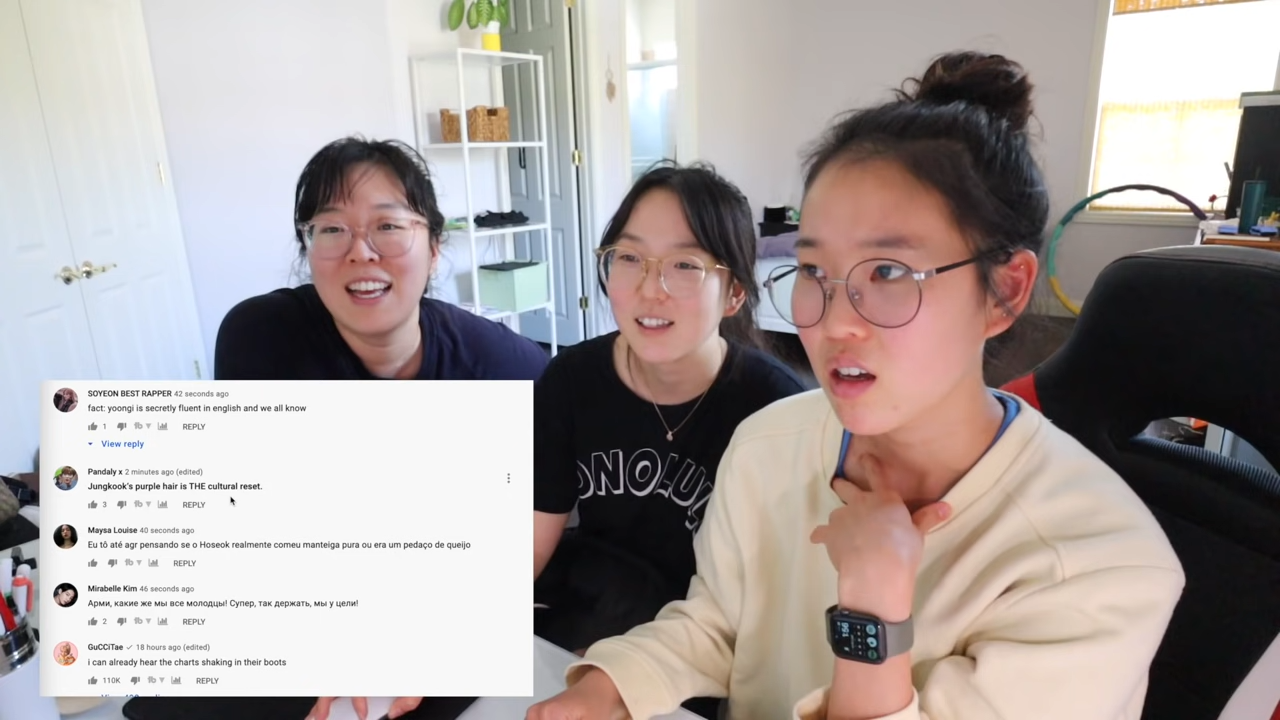 SOYEON BEST RAPPER 42 seconds ago
fact: yoongi is secretly fluent in english and we all know
1 REPLY
View reply
Pandaly x 2 minutes ago (edited)
Jungkook's purple hair is THE cultural reset.
3 REPLY
Maysa Louise 40 seconds ago
Eu tô até agr pensando se o Hoseok realmente comeu manteiga pura ou era um pedaço de queijo
REPLY
Mirabelle Kim 46 seconds ago
Арми, какие же мы все молодцы! Супер, так держать, мы у цели!
2 REPLY
GuCCiTae 18 hours ago (edited)
i can already hear the charts shaking in their boots
110K REPLY